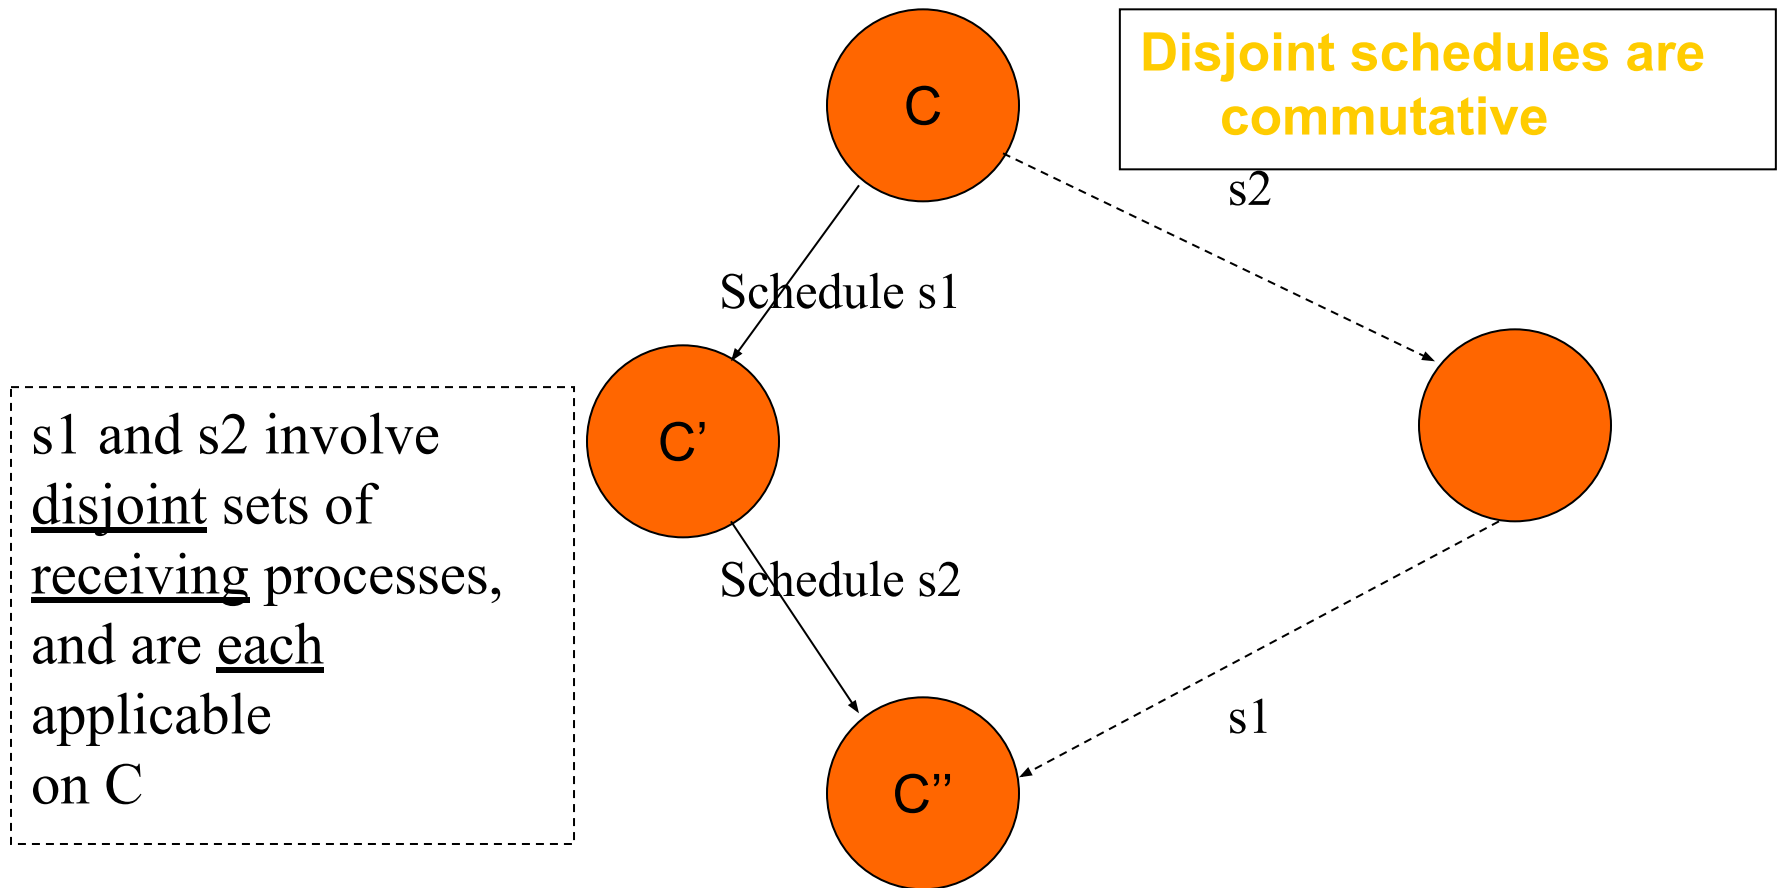 Disjoint schedules are
commutative
C
s2
Schedule s1
C’
s1 and s2 involve
disjoint sets of
receiving processes,
and are each
applicable
on C
Schedule s2
s1
C’’